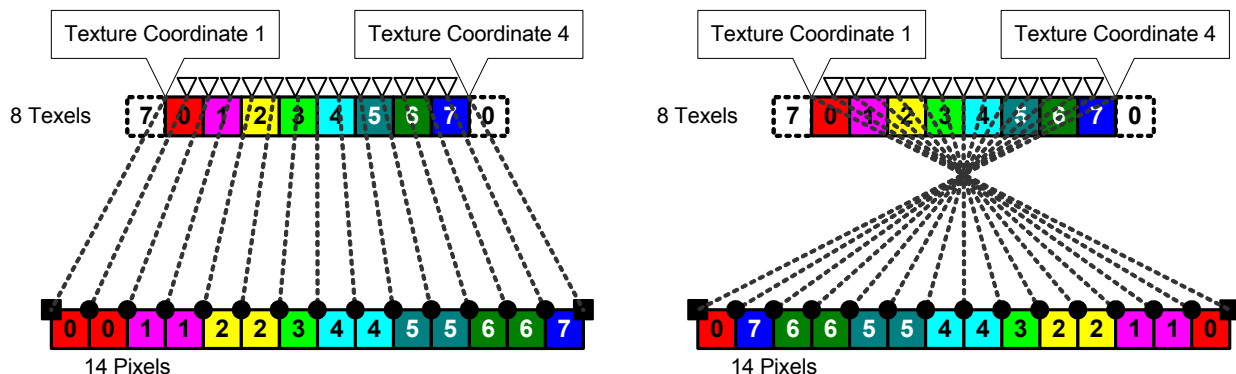 Texture Coordinate 1 Texture Coordinate 4
8 Texels 7 0 1 2 3 4 5 6 7 0
0 0 1 1 2 2 3 4 4 5 5 6 6 7
14 Pixels
Texture Coordinate 1 Texture Coordinate 4
8 Texels 7 0 1 2 3 4 5 6 7 0
0 7 6 6 5 5 4 4 3 2 2 1 1 0
14 Pixels